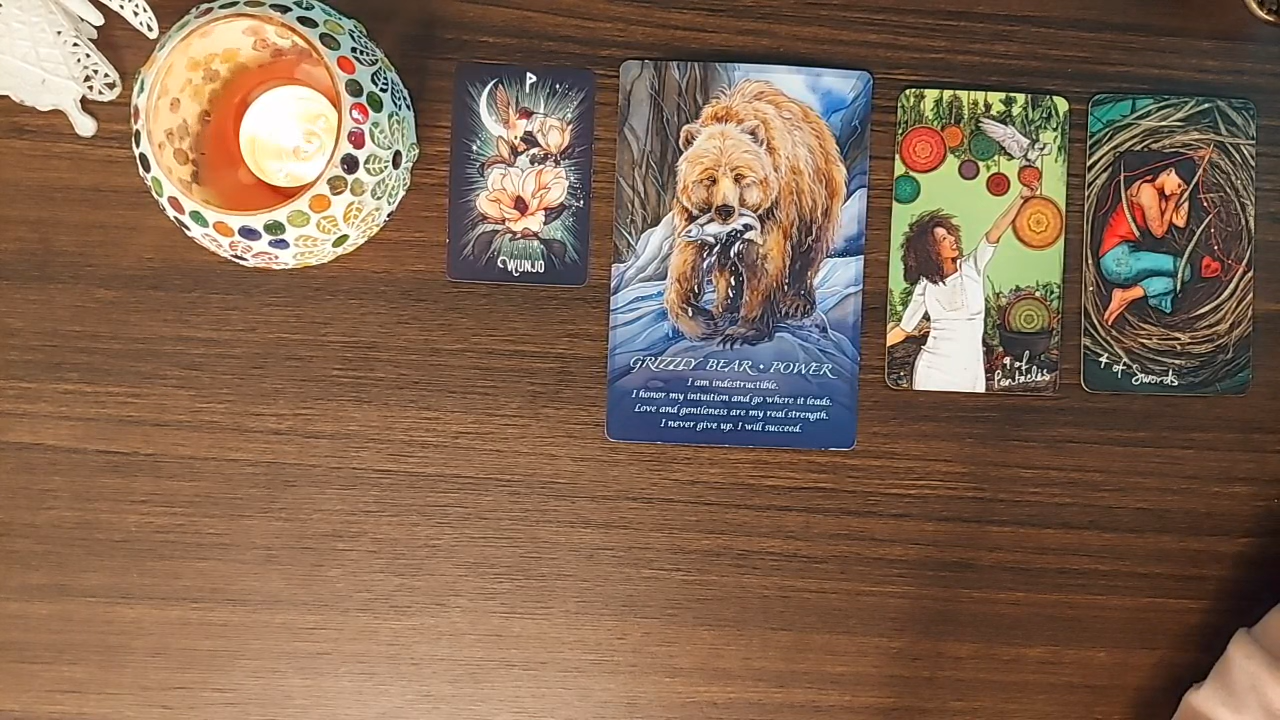 ᚹ
WUNJO
GRIZZLY BEAR • POWER
I am indestructible.
I honor my intuition and go where it leads.
Love and gentleness are my real strength.
I never give up. I will succeed.
9 of
Pentacles
4 of Swords